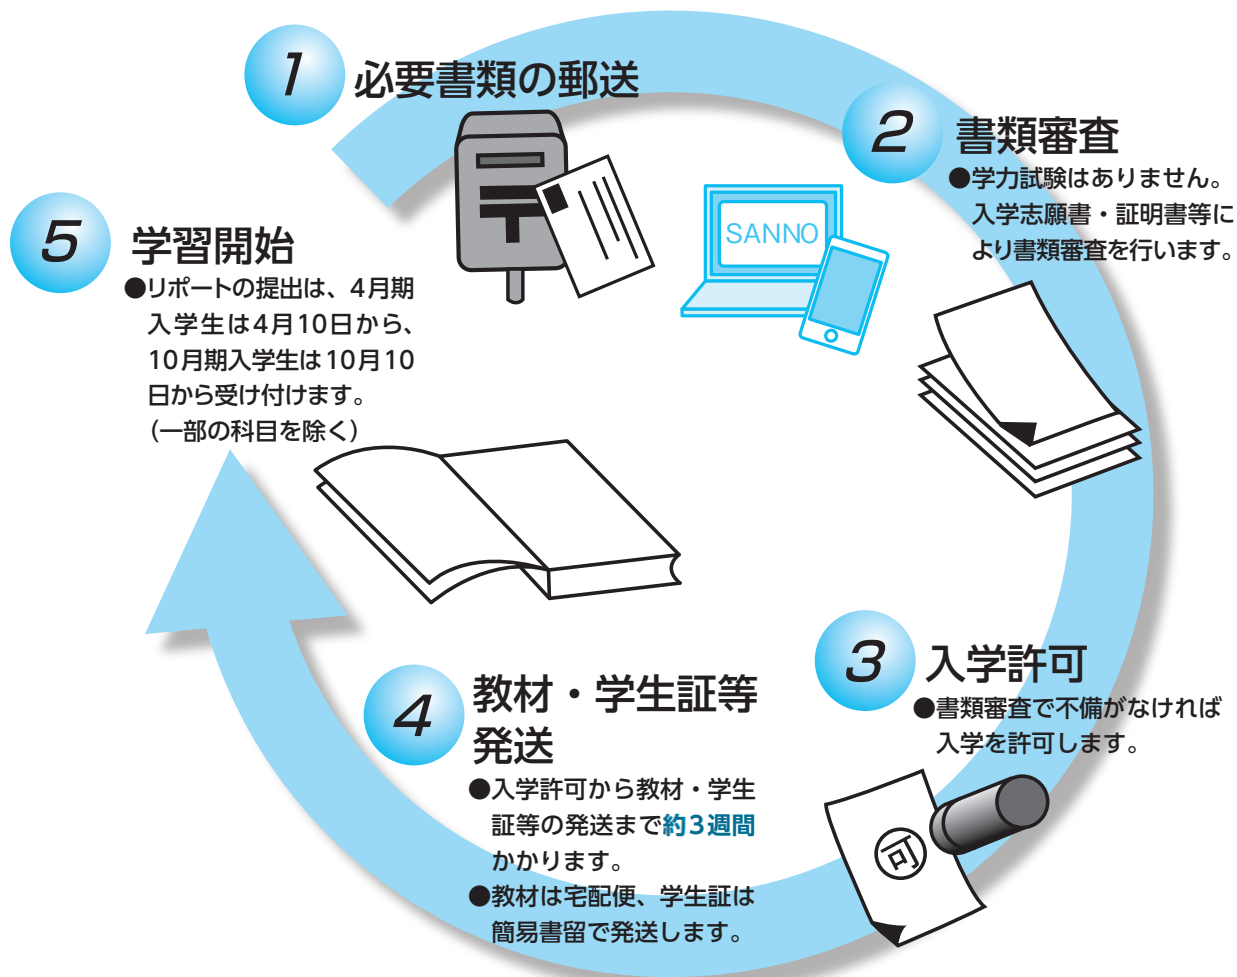 1 必要書類の郵送
2 書類審査
●学力試験はありません。
入学志願書・証明書等に
より書類審査を行います。
SANNO
3 入学許可
●書類審査で不備がなければ
入学を許可します。
可
4 教材・学生証等
発送
●入学許可から教材・学生
証等の発送まで約3週間
かかります。
●教材は宅配便、学生証は
簡易書留で発送します。
5 学習開始
●リポートの提出は、4月期
入学生は4月10日から、
10月期入学生は10月10
日から受け付けます。
（一部の科目を除く）